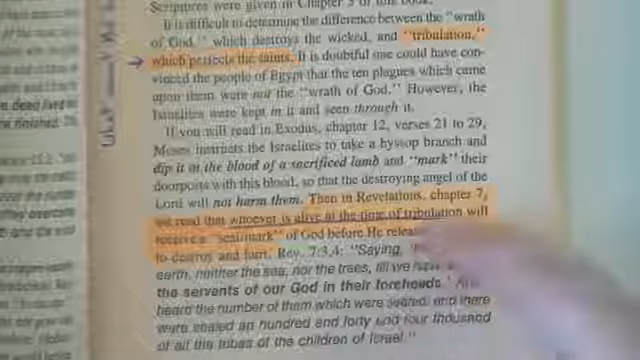 Scriptures were given in Chapter 5 of this book.
It is difficult to determine the difference between the "wrath
of God," which destroys the wicked, and "tribulation,"
which perfects the saints. It is doubtful one could have con-
vinced the people of Egypt that the ten plagues which came
upon them were not the "wrath of God." However, the
Israelites were kept in it and seen through it.
If you will read in Exodus, chapter 12, verses 21 to 29,
Moses instructs the Israelites to take a hyssop branch and
dip it in the blood of a sacrificed lamb and "mark" their
doorposts with this blood, so that the destroying angel of the
Lord will not harm them. Then in Revelations, chapter 7,
we read that whoever is alive at the time of tribulation will
receive a "seal/mark" of God before He
to destroy and hurt. Rev. 7:3,4: "Saying,
earth, neither the sea, nor the trees, till we
the servants of our God in their foreheads.
heard the number of them which were sealed: and there
were sealed an hundred and forty and four thousand
of all the tribes of the children of Israel."